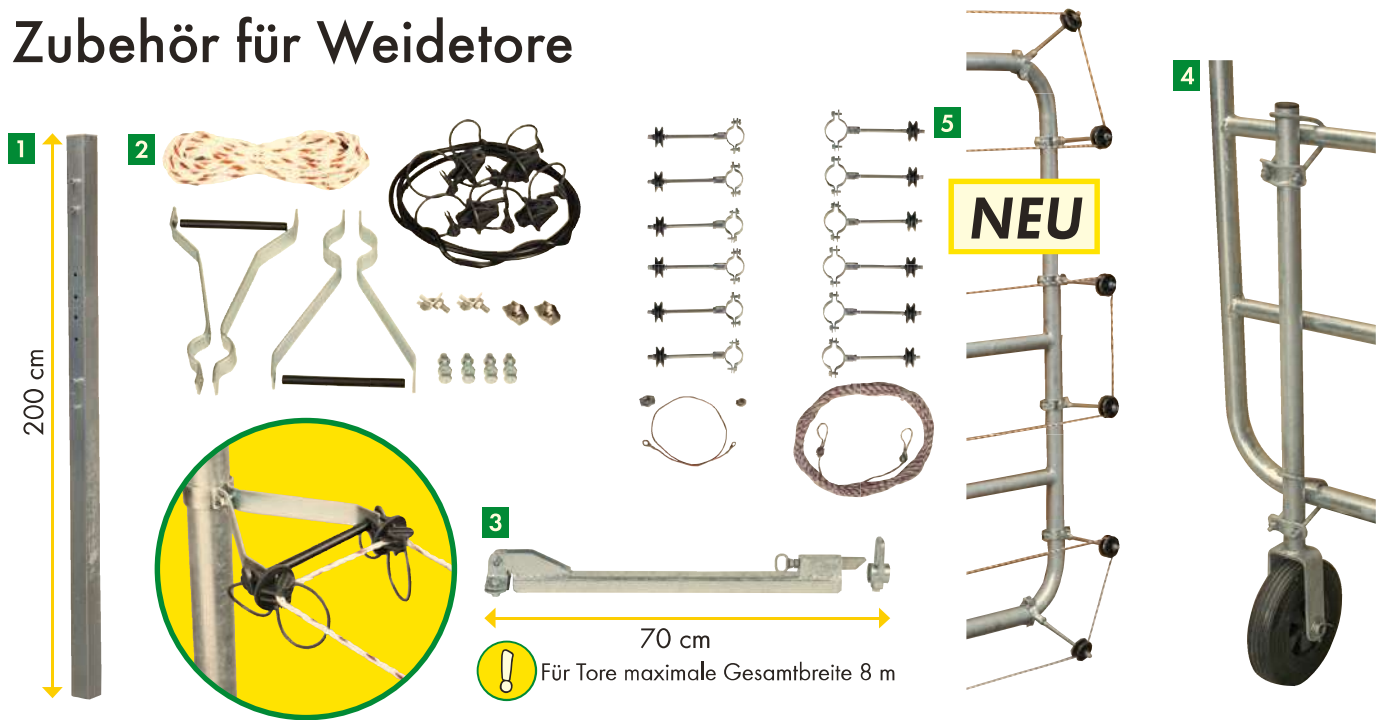 Zubehör für Weidetore
1
2
5
4
NEU
200 cm
3
70 cm
! Für Tore maximale Gesamtbreite 8 m